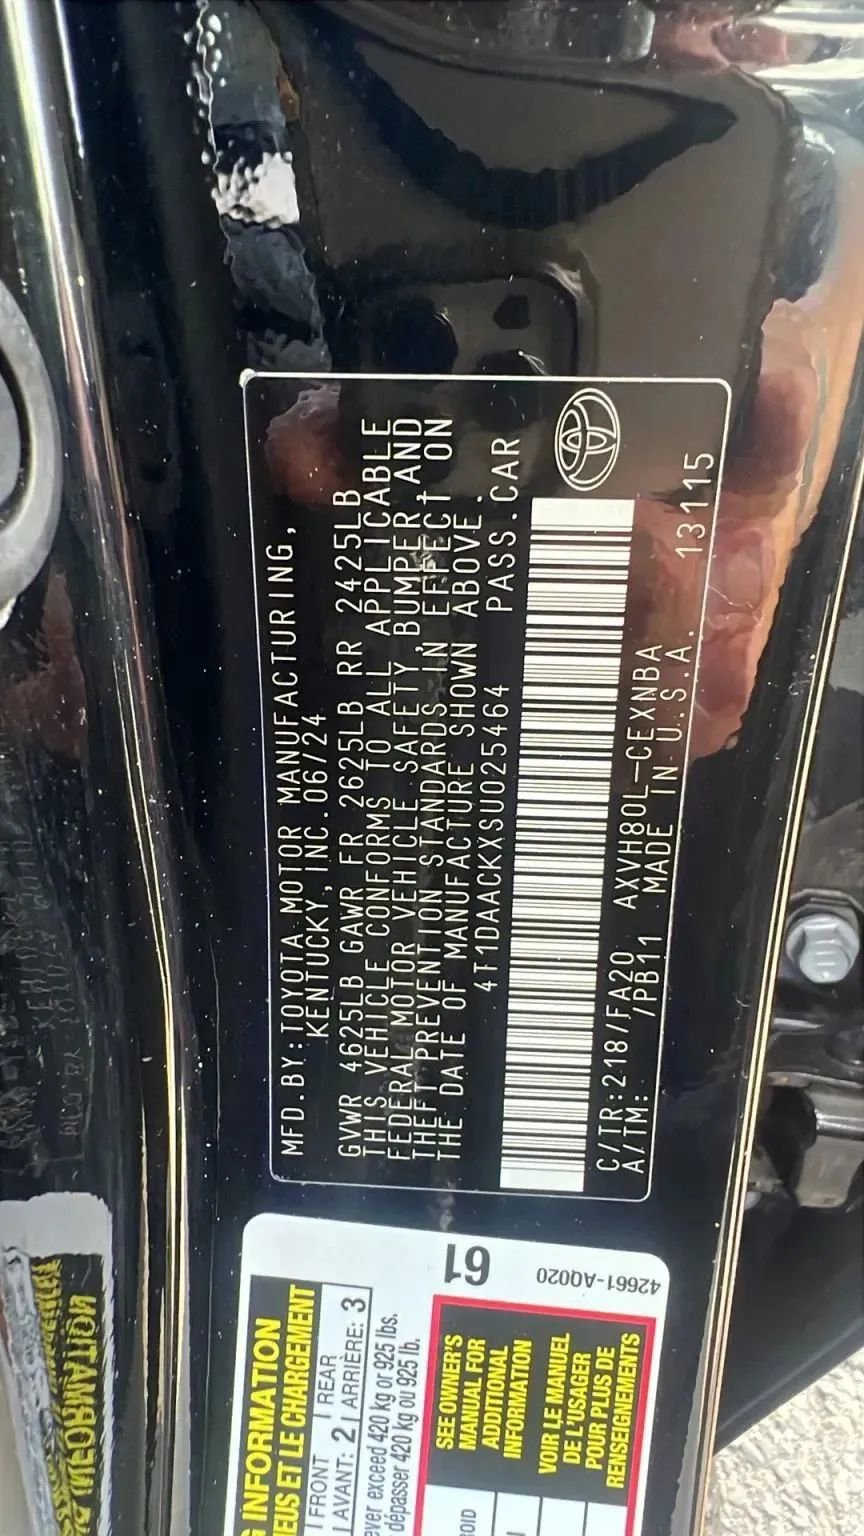 MFD.BY:TOYOTA MOTOR MANUFACTURING,
KENTUCKY, INC.06/24
GVWR 4625LB GAWR FR 2625LB RR 2425LB
THIS VEHICLE CONFORMS TO ALL APPLICABLE
FEDERAL MOTOR VEHICLE SAFETY,BUMPER,AND
THEFT PREVENTION STANDARDS IN EFFECT ON
THE DATE OF MANUFACTURE SHOWN ABOVE.
4T1DAACKXSU025464 PASS.CAR
C/TR:218/FA20 AXVH80L-CEXNBA
A/TM: /PB11 MADE IN U.S.A. 13115
INFORMATION
ET LE CHARGEMENT
FRONT REAR
AVANT: 2 ARRIÈRE: 3
exceed 420 kg or 925 lbs.
dépasser 420 kg ou 925 lb.
61
42661-AQ020
SEE OWNER'S
MANUAL FOR
ADDITIONAL
INFORMATION
VOIR LE MANUEL
DE L'USAGER
POUR PLUS DE
RENSEIGNEMENTS